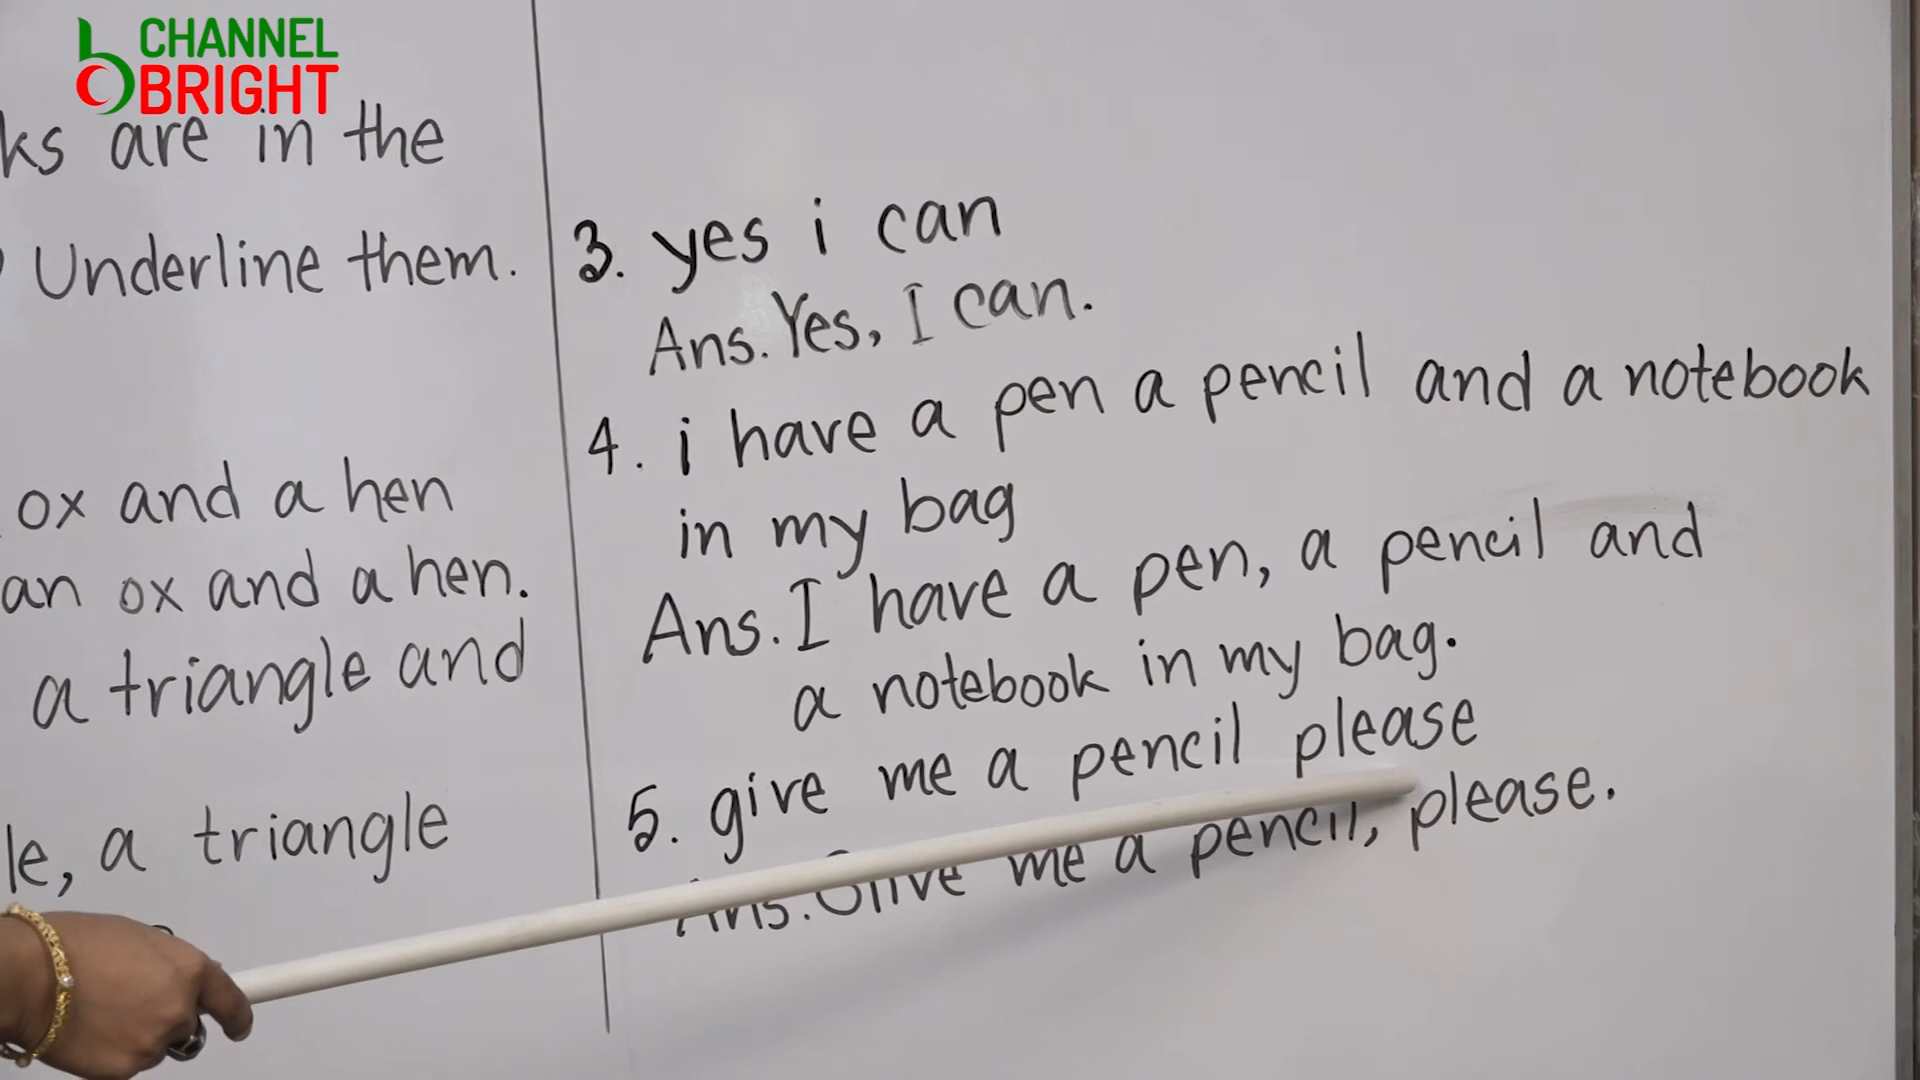 CHANNEL
BRIGHT
ks are in the
Underline them.
ox and a hen
an ox and a hen.
a triangle and
le, a triangle
3. yes i can
Ans. Yes, I can.
4. i have a pen a pencil and a notebook
in my bag
Ans. I have a pen, a pencil and
a notebook in my bag.
5. give me a pencil please
Ans. Give me a pencil, please.